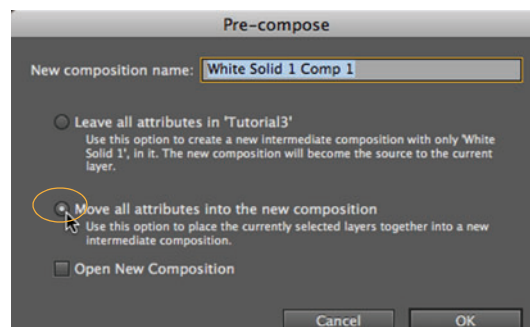 Pre-compose
New composition name: White Solid 1 Comp 1
Leave all attributes in 'Tutorial3'
Use this option to create a new intermediate composition with only 'White
Solid 1', in it. The new composition will become the source to the current
layer.
Move all attributes into the new composition
Use this option to place the currently selected layers together into a new
intermediate composition.
Open New Composition
Cancel OK